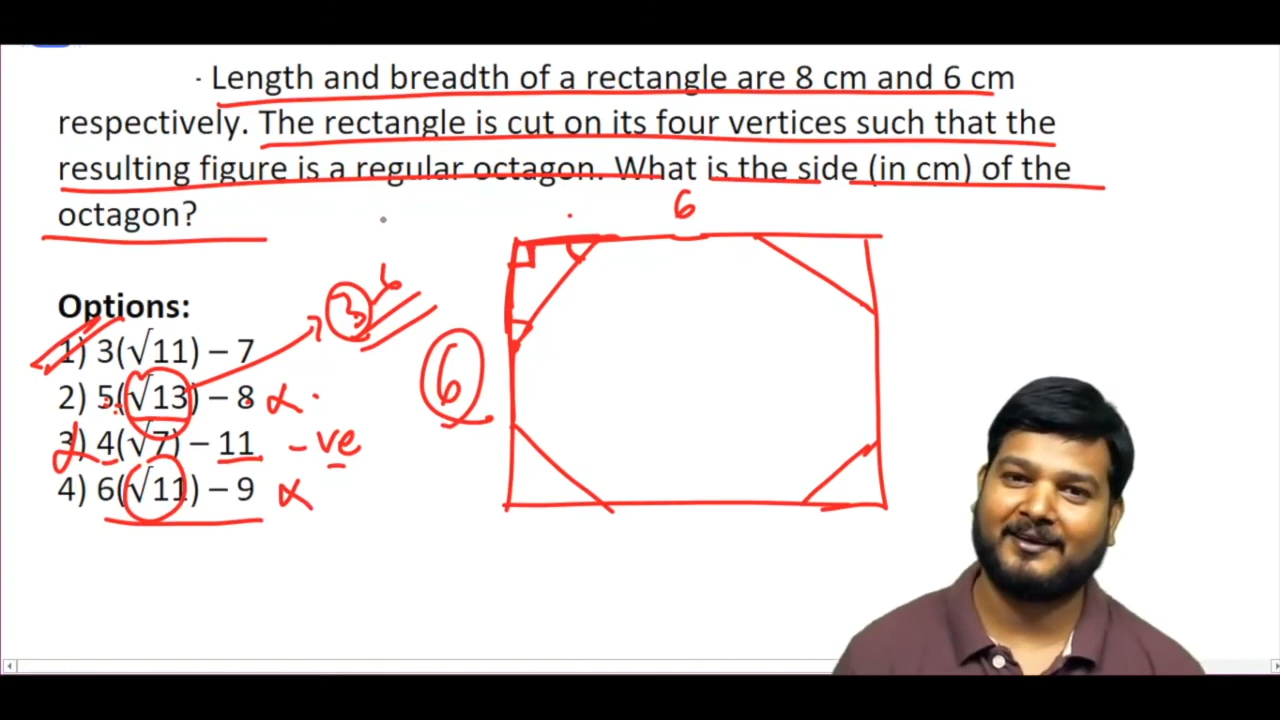 Length and breadth of a rectangle are 8 cm and 6 cm
respectively. The rectangle is cut on its four vertices such that the
resulting figure is a regular octagon. What is the side (in cm) of the
octagon?
6
Options:
3.6
1) 3(√11) – 7
6
2) 5(√13) – 8
3) 4(√7) – 11 –ve
4) 6(√11) – 9